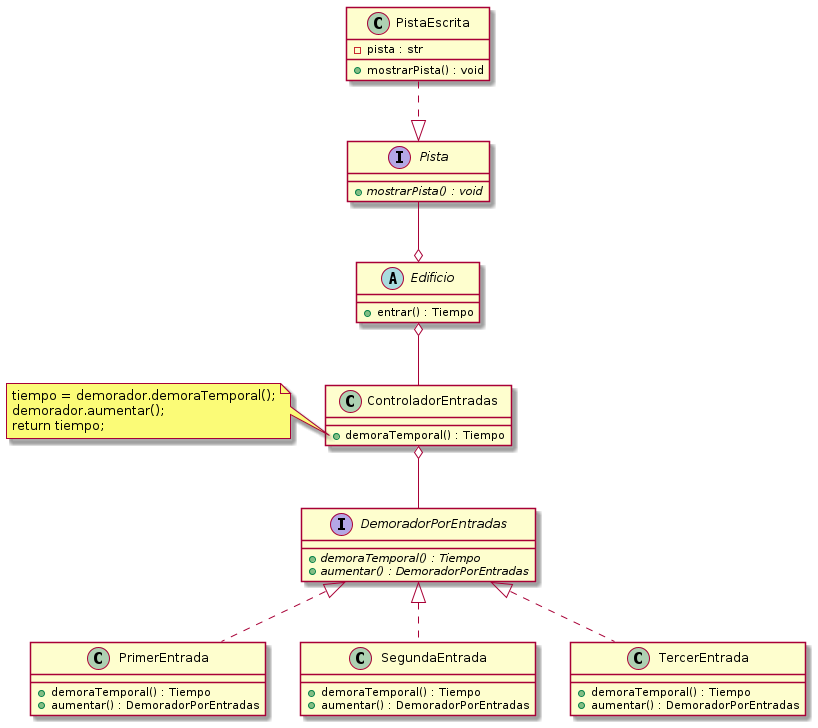 C PistaEscrita
pista : str
mostrarPista() : void
I Pista
mostrarPista() : void
A Edificio
entrar() : Tiempo
tiempo = demorador.demoraTemporal();
demorador.aumentar();
return tiempo;
C ControladorEntradas
demoraTemporal() : Tiempo
I DemoradorPorEntradas
demoraTemporal() : Tiempo
aumentar() : DemoradorPorEntradas
C PrimerEntrada
demoraTemporal() : Tiempo
aumentar() : DemoradorPorEntradas
C SegundaEntrada
demoraTemporal() : Tiempo
aumentar() : DemoradorPorEntradas
C TercerEntrada
demoraTemporal() : Tiempo
aumentar() : DemoradorPorEntradas